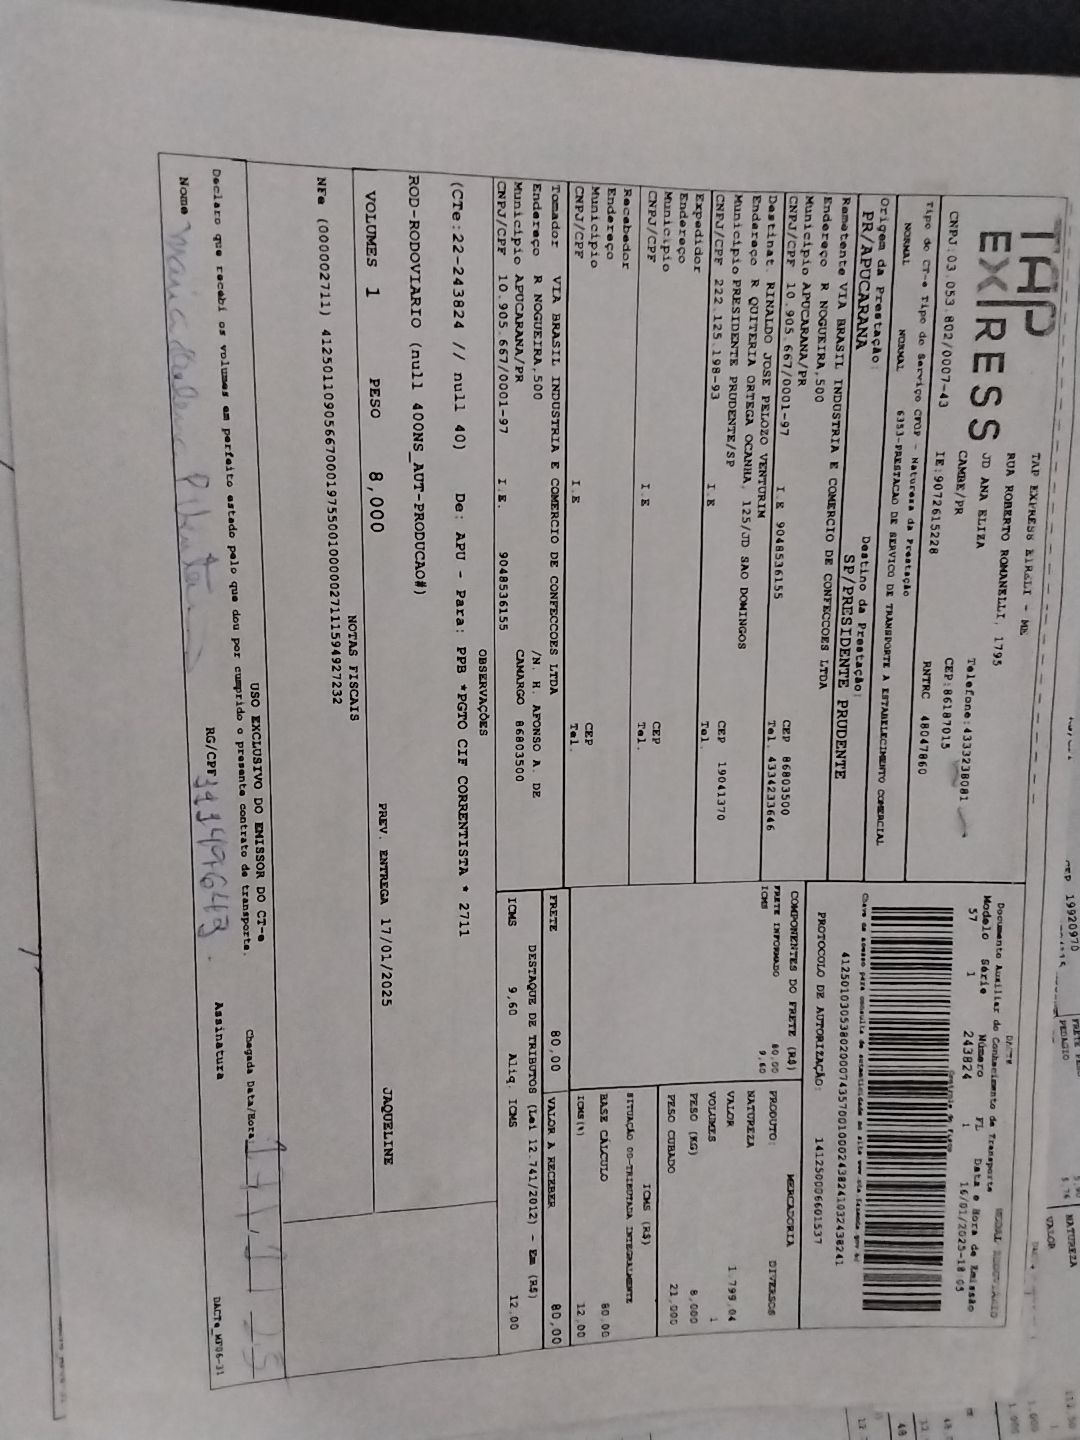 TAP
EXPRESS
TAP EXPRESS EIRELI - ME
RUA ROBERTO ROMANELLI, 1795
JD ANA ELIZA
CAMBE/PR
Telefone:4333238081
CEP:86187015
CNPJ:03.053.802/0007-43 IE:9072615228 RNTRC 48047860
Tipo do CT-e Tipo do Serviço CFOP - Natureza da Prestação
NORMAL NORMAL 6353-PRESTACAO DE SERVICO DE TRANSPORTE A ESTABELECIMENTO COMERCIAL
Origem da Prestação: Destino da Prestação:
PR/APUCARANA SP/PRESIDENTE PRUDENTE
Remetente VIA BRASIL INDUSTRIA E COMERCIO DE CONFECCOES LTDA
Endereço R NOGUEIRA,500
Município APUCARANA/PR CEP 86803500
CNPJ/CPF 10.905.667/0001-97 I.E 9048536155 Tel. 4334233646
Destinat. RINALDO JOSE PELOZO VENTURIM
Endereço R QUITERIA ORTEGA OCANHA, 125/JD SAO DOMINGOS
Município PRESIDENTE PRUDENTE/SP CEP 19041370
CNPJ/CPF 222.125.198-93 I.E Tel.
Expedidor
Endereço
Município CEP
CNPJ/CPF I.E Tel.
Recebedor
Endereço
Município CEP
CNPJ/CPF I.E Tel.
Tomador VIA BRASIL INDUSTRIA E COMERCIO DE CONFECCOES LTDA
Endereço R NOGUEIRA,500 /N. H. AFONSO A. DE
Município APUCARANA/PR CAMARGO 86803500
CNPJ/CPF 10.905.667/0001-97 I.E. 9048536155
DACTE
Documento Auxiliar do Conhecimento de Transporte
Modelo Série Número FL Data e Hora de Emissão
57 1 243824 1 16/01/2025-18:05
41250103053802000743570010002438241032438241
PROTOCOLO DE AUTORIZAÇÃO: 141250006601537
COMPONENTES DO FRETE (R$)
FRETE INFORMADO 80,00
ICMS 9,60
MERCADORIA
PRODUTO: DIVERSOS
NATUREZA
VALOR 1.799,04
VOLUMES 1
PESO (KG) 8,000
PESO CUBADO 21,000
ICMS (R$)
SITUAÇÃO 00-TRIBUTADA INTEGRALMENTE
BASE CÁLCULO 80,00
ICMS(%) 12,00
FRETE 80,00 VALOR A RECEBER 80,00
DESTAQUE DE TRIBUTOS (Lei 12.741/2012) - Em (R$)
ICMS 9,60 Aliq. ICMS 12,00
OBSERVAÇÕES
(CTe:22-243824 // null 40) De: APU - Para: PPB *PGTO CIF CORRENTISTA * 2711
ROD-RODOVIARIO (null 400NS_AUT-PRODUCAO#)
VOLUMES 1 PESO 8,000 PREV. ENTREGA 17/01/2025 JAQUELINE
NOTAS FISCAIS
NFe (000002711) 41250110905667000197550010000027111594927232
USO EXCLUSIVO DO EMISSOR DO CT-e
Declaro que recebi os volumes em perfeito estado pelo que dou por cumprido o presente contrato de transporte. Chegada Data/Hora
Nome Maria RG/CPF Assinatura
DACTe_MF06-31
CEP 19920970
NATUREZA
VALOR